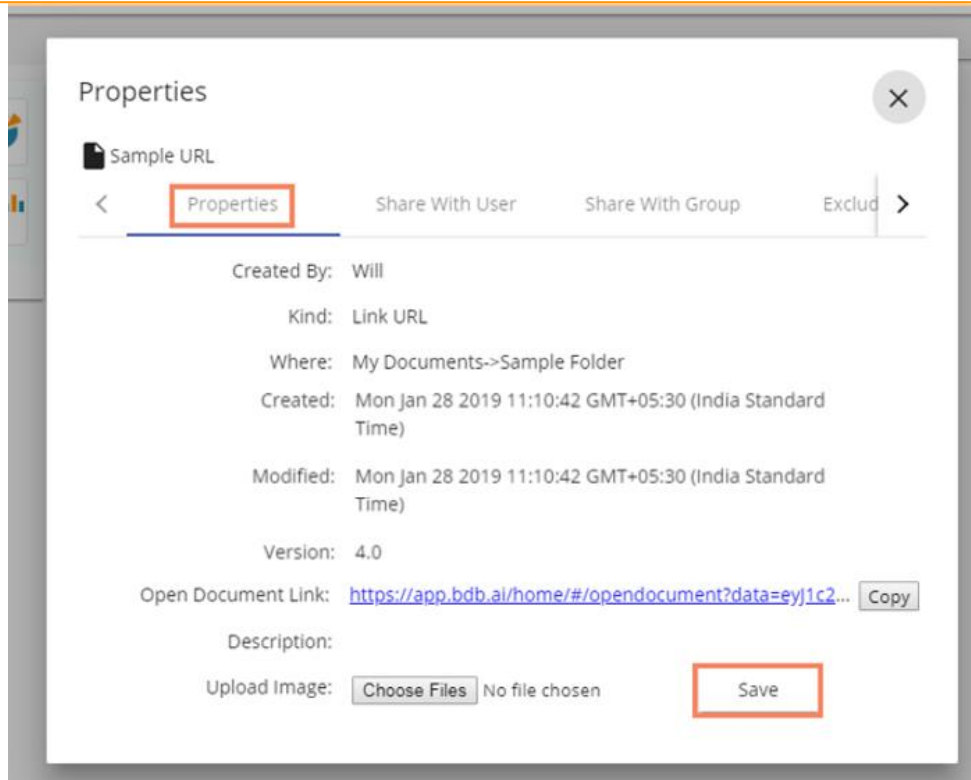 Properties
Sample URL
Properties Share With User Share With Group Exclud
Created By: Will
Kind: Link URL
Where: My Documents->Sample Folder
Created: Mon Jan 28 2019 11:10:42 GMT+05:30 (India Standard
Time)
Modified: Mon Jan 28 2019 11:10:42 GMT+05:30 (India Standard
Time)
Version: 4.0
Open Document Link: https://app.bdb.ai/home/#/opendocument?data=eyJ1c2... Copy
Description:
Upload Image: Choose Files No file chosen Save